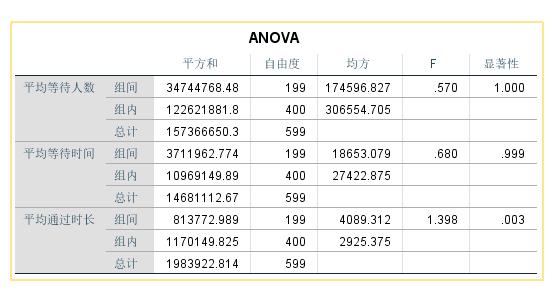 ANOVA
平方和 自由度 均方 F 显著性
平均等待人数 组间 34744768.48 199 174596.827 .570 1.000
组内 122621881.8 400 306554.705
总计 157366650.3 599
平均等待时间 组间 3711962.774 199 18653.079 .680 .999
组内 10969149.89 400 27422.875
总计 14681112.67 599
平均通过时长 组间 813772.989 199 4089.312 1.398 .003
组内 1170149.825 400 2925.375
总计 1983922.814 599